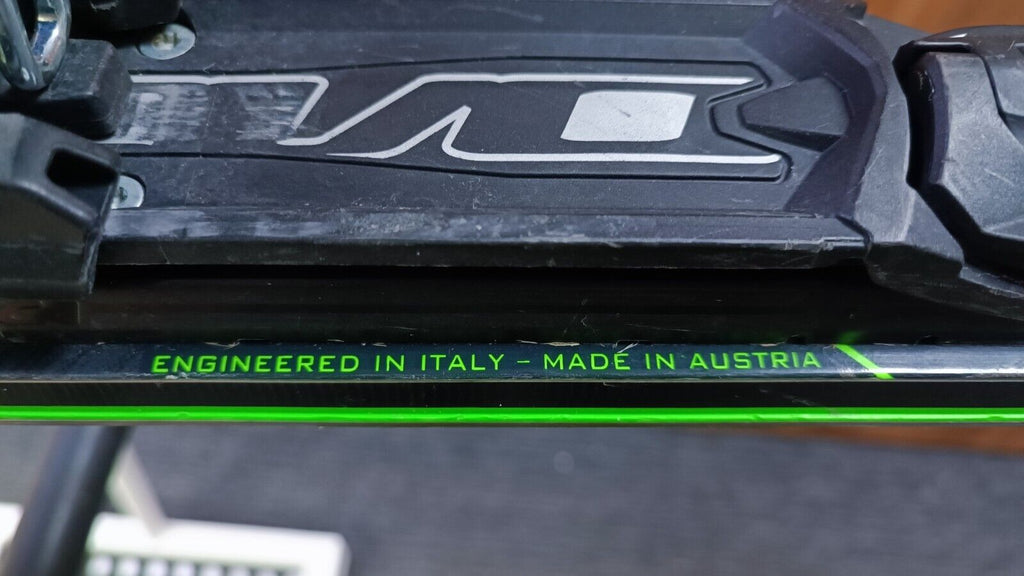 ENGINEERED IN ITALY – MADE IN AUSTRIA